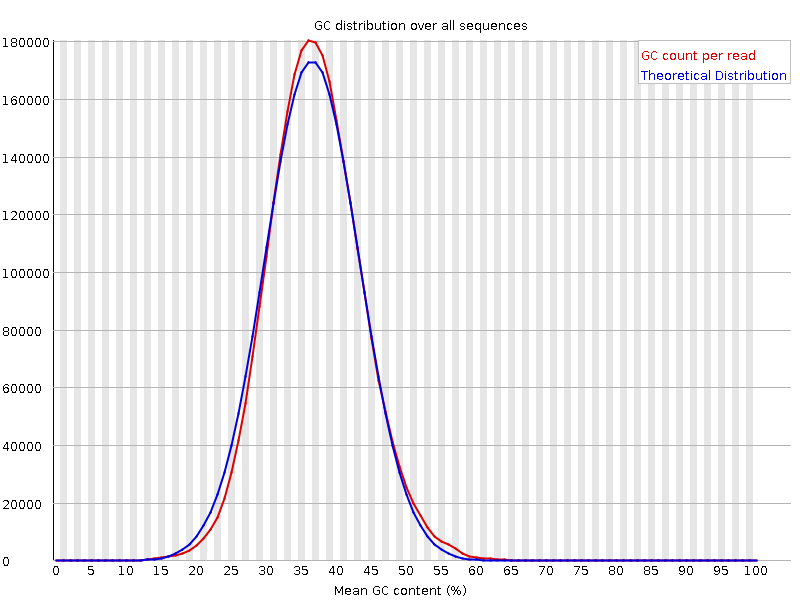 GC distribution over all sequences
GC count per read
Theoretical Distribution
180000
160000
140000
120000
100000
80000
60000
40000
20000
0
0 5 10 15 20 25 30 35 40 45 50 55 60 65 70 75 80 85 90 95 100
Mean GC content (%)